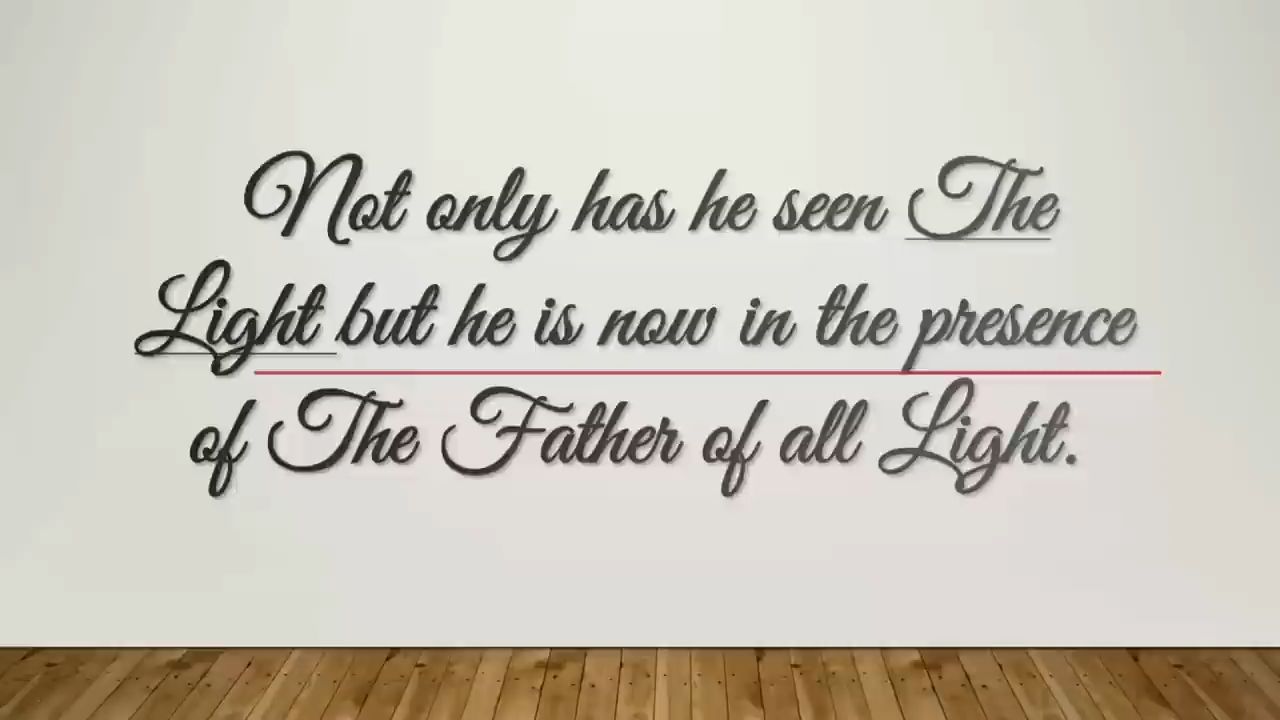 Not only has he seen The
Light but he is now in the presence
of The Father of all Light.